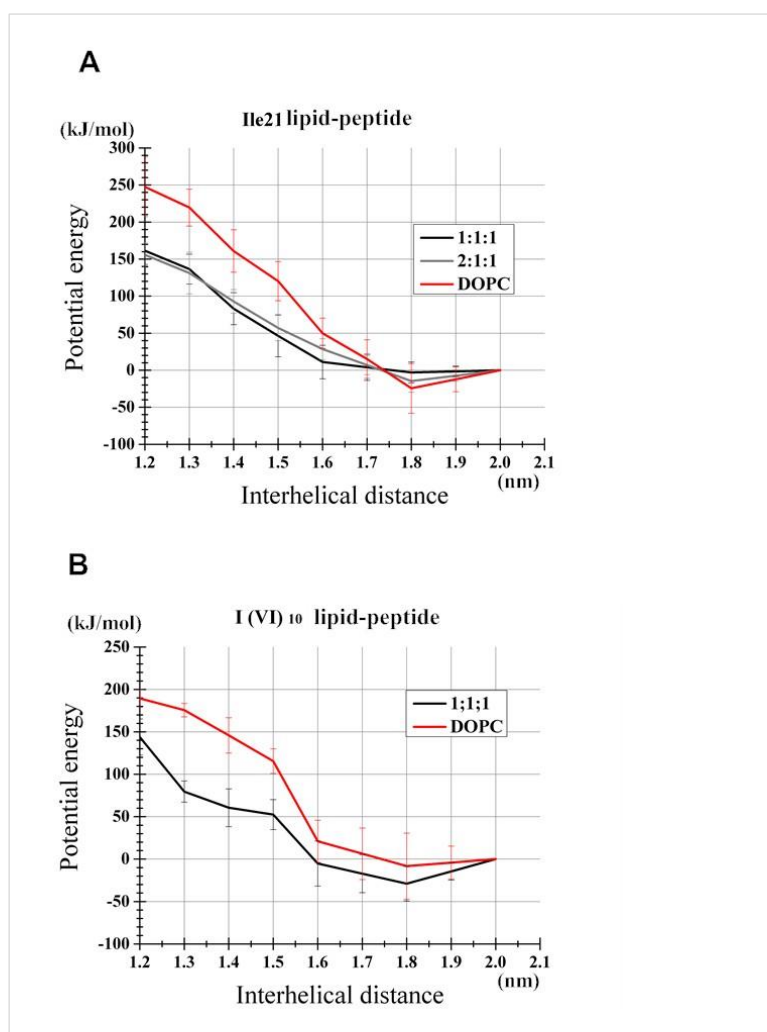 A
Ile21 lipid-peptide
(kJ/mol)
300
250
200
150
100
50
0
-50
-100
Potential energy
1:1:1
2:1:1
DOPC
1.2 1.3 1.4 1.5 1.6 1.7 1.8 1.9 2.0 2.1
(nm)
Interhelical distance
B
I (VI) 10 lipid-peptide
(kJ/mol)
250
200
150
100
50
0
-50
-100
Potential energy
1;1;1
DOPC
1.2 1.3 1.4 1.5 1.6 1.7 1.8 1.9 2.0 2.1
(nm)
Interhelical distance